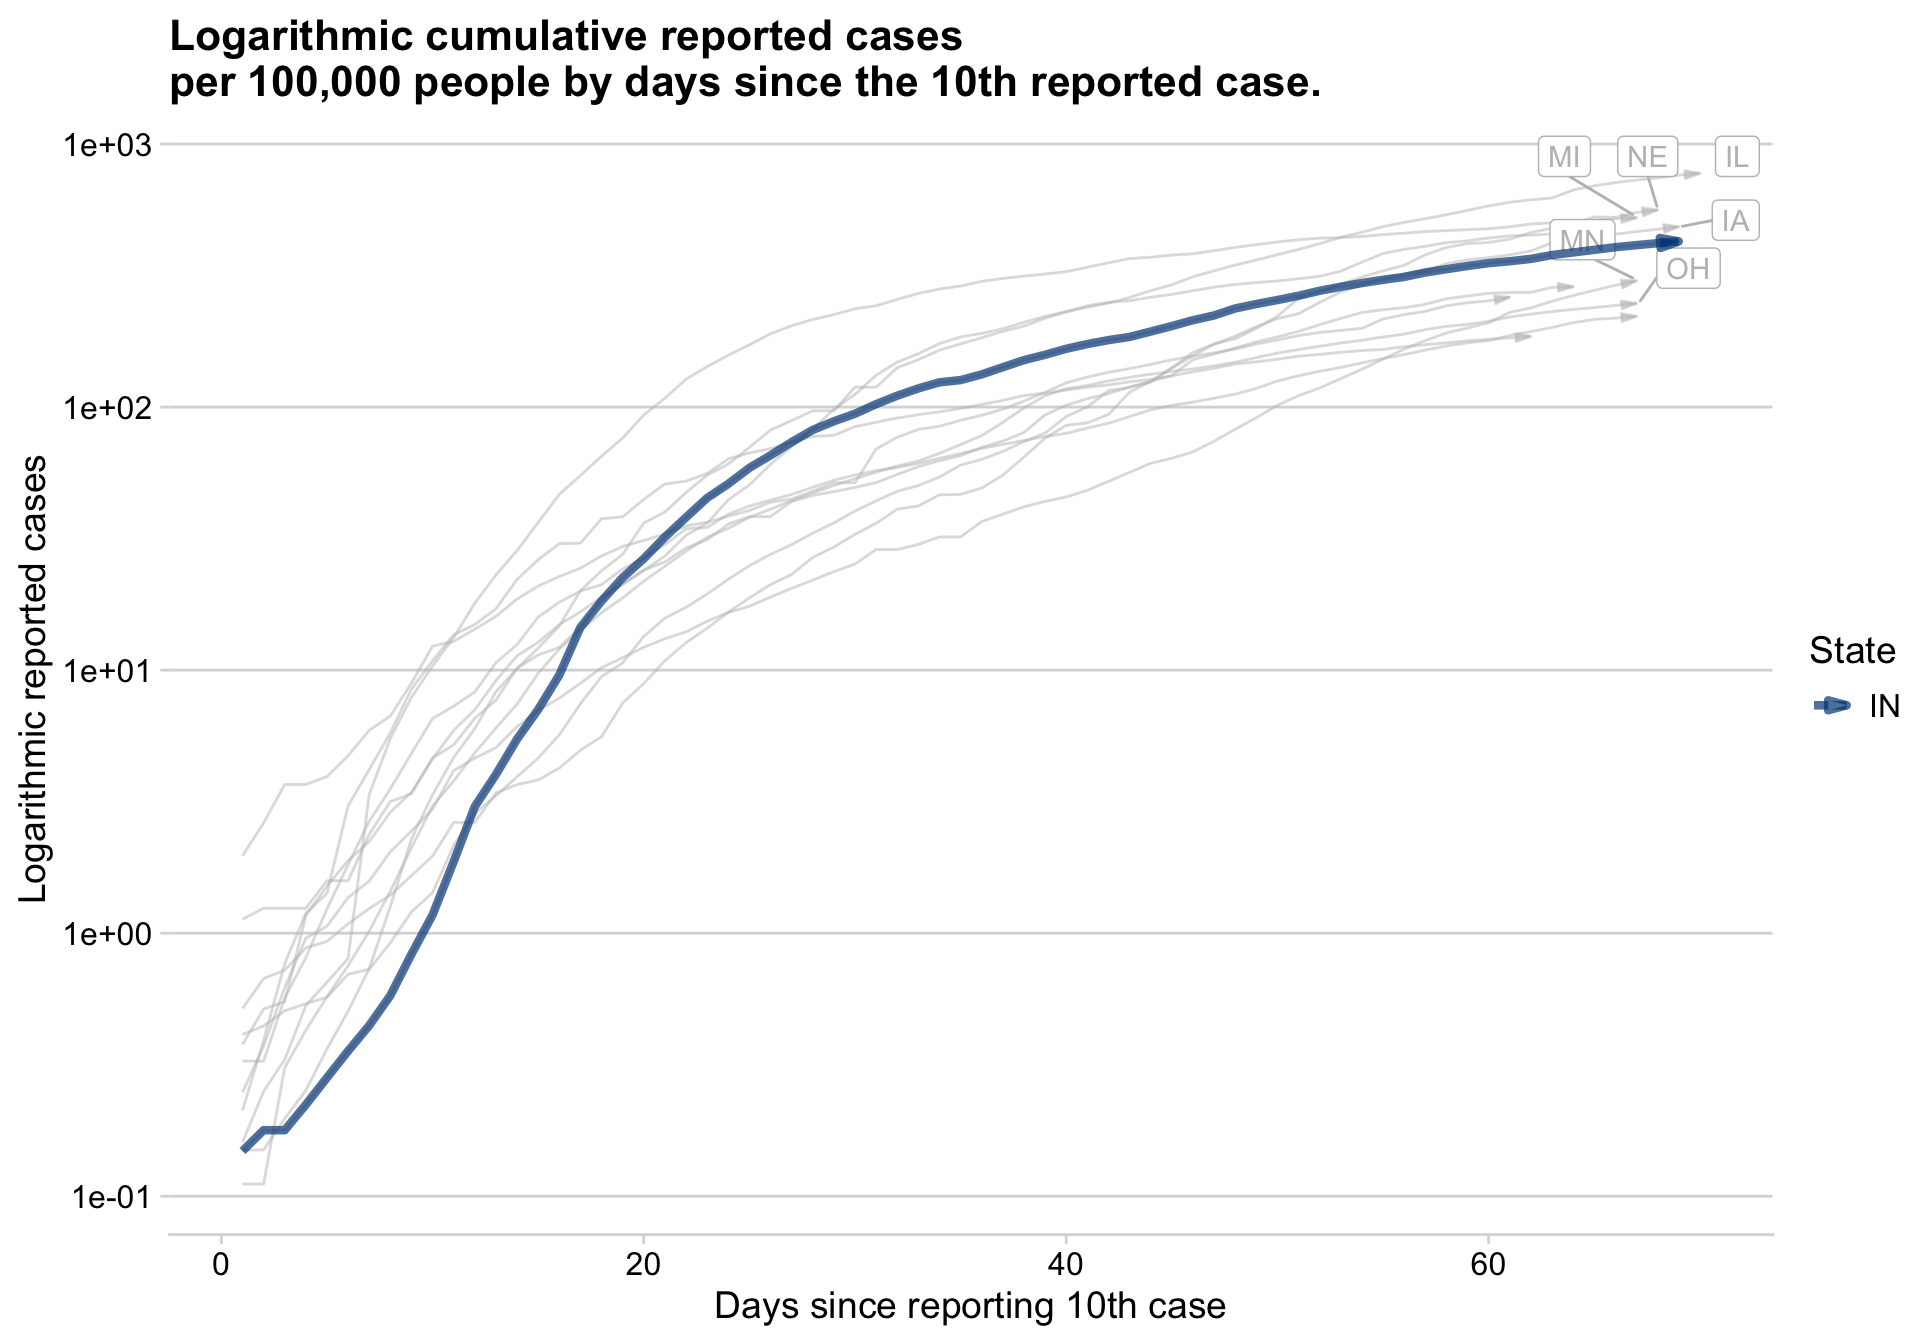 Logarithmic cumulative reported cases
per 100,000 people by days since the 10th reported case.
1e+03
1e+02
1e+01
1e+00
1e-01
Logarithmic reported cases
MI
NE
IL
IA
MN
OH
State
IN
0
20
40
60
Days since reporting 10th case